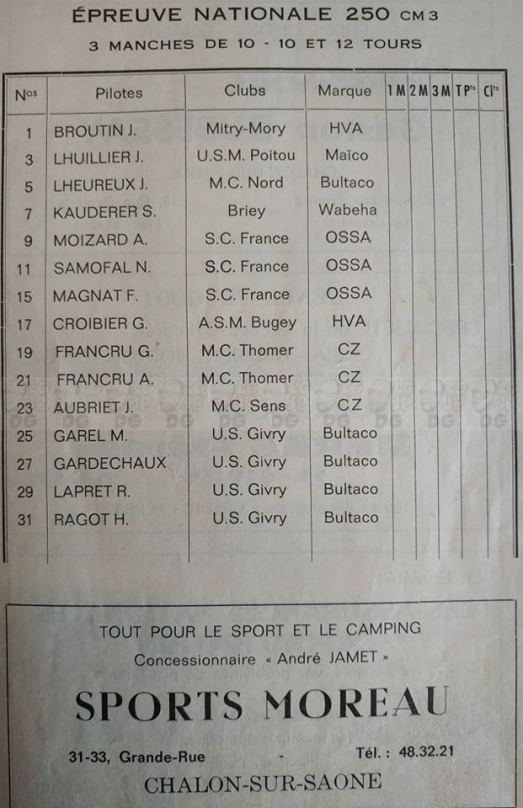 ÉPREUVE NATIONALE 250 CM3
3 MANCHES DE 10 - 10 ET 12 TOURS
Nos Pilotes Clubs Marque 1 M 2 M 3 M T Pts Clts
1 BROUTIN J. Mitry-Mory HVA
3 LHUILLIER J. U.S.M. Poitou Maïco
5 LHEUREUX J. M.C. Nord Bultaco
7 KAUDERER S. Briey Wabeha
9 MOIZARD A. S.C. France OSSA
11 SAMOFAL N. S.C. France OSSA
15 MAGNAT F. S.C. France OSSA
17 CROIBIER G. A.S.M. Bugey HVA
19 FRANCRU G. M.C. Thomer CZ
21 FRANCRU A. M.C. Thomer CZ
23 AUBRIET J. M.C. Sens CZ
25 GAREL M. U.S. Givry Bultaco
27 GARDECHAUX U.S. Givry Bultaco
29 LAPRET R. U.S. Givry Bultaco
31 RAGOT H. U.S. Givry Bultaco
TOUT POUR LE SPORT ET LE CAMPING
Concessionnaire « André JAMET »
SPORTS MOREAU
31-33, Grande-Rue - Tél. : 48.32.21
CHALON-SUR-SAONE